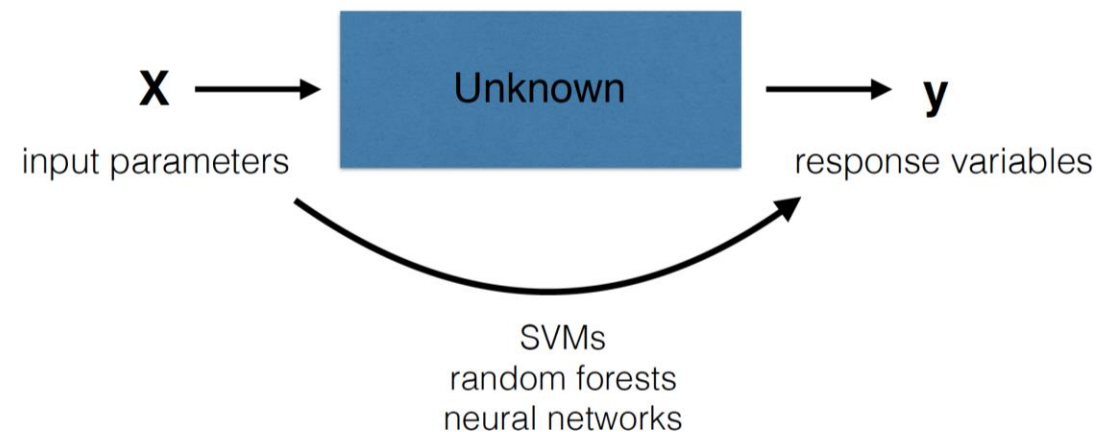 X
Unknown
y
input parameters
response variables
SVMs
random forests
neural networks